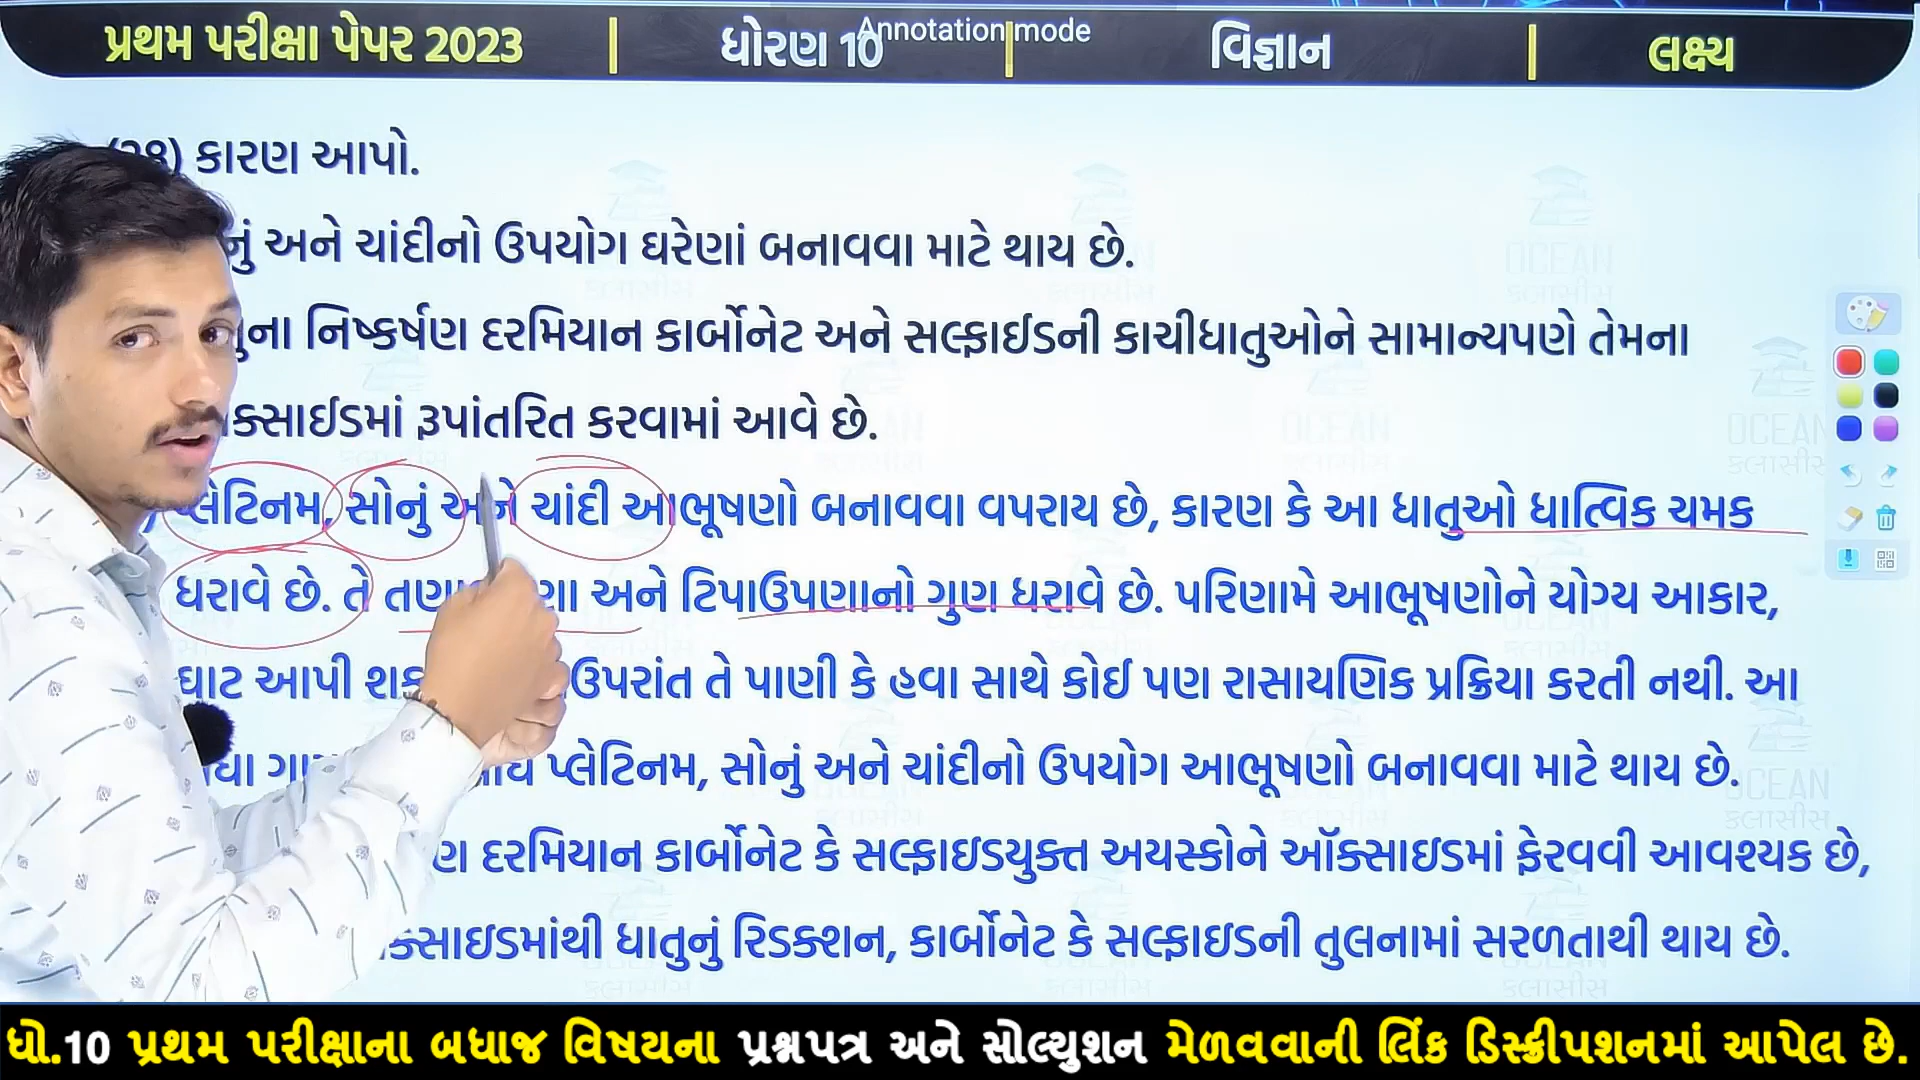 પ્રથમ પરીક્ષા પેપર 2023 | ધોરણ 10 | વિજ્ઞાન | લક્ષ્ય
Annotation mode
કારણ આપો.
અને ચાંદીનો ઉપયોગ ઘરેણાં બનાવવા માટે થાય છે.
નિષ્કર્ષણ દરમિયાન કાર્બોનેટ અને સલ્ફાઈડની કાચીધાતુઓને સામાન્યપણે તેમના
રૂપાંતરિત કરવામાં આવે છે.
પ્લેટિનમ, સોનું અને ચાંદી આભૂષણો બનાવવા વપરાય છે, કારણ કે આ ધાતુઓ ધાત્વિક ચમક
ધરાવે છે. તે અને ટિપાઉપણાનો ગુણ ધરાવે છે. પરિણામે આભૂષણોને યોગ્ય આકાર,
ઘાટ આપી ઉપરાંત તે પાણી કે હવા સાથે કોઈ પણ રાસાયણિક પ્રક્રિયા કરતી નથી. આ
પ્લેટિનમ, સોનું અને ચાંદીનો ઉપયોગ આભૂષણો બનાવવા માટે થાય છે.
દરમિયાન કાર્બોનેટ કે સલ્ફાઇડયુક્ત અયસ્કોને ઑક્સાઇડમાં ફેરવવી આવશ્યક છે,
ધાતુનું રિડક્શન, કાર્બોનેટ કે સલ્ફાઇડની તુલનામાં સરળતાથી થાય છે.
OCEAN
ક્લાસીસ
ધો.10 પ્રથમ પરીક્ષાના બધાજ વિષયના પ્રશ્નપત્ર અને સોલ્યુશન મેળવવાની લિંક ડિસ્ક્રીપશનમાં આપેલ છે.